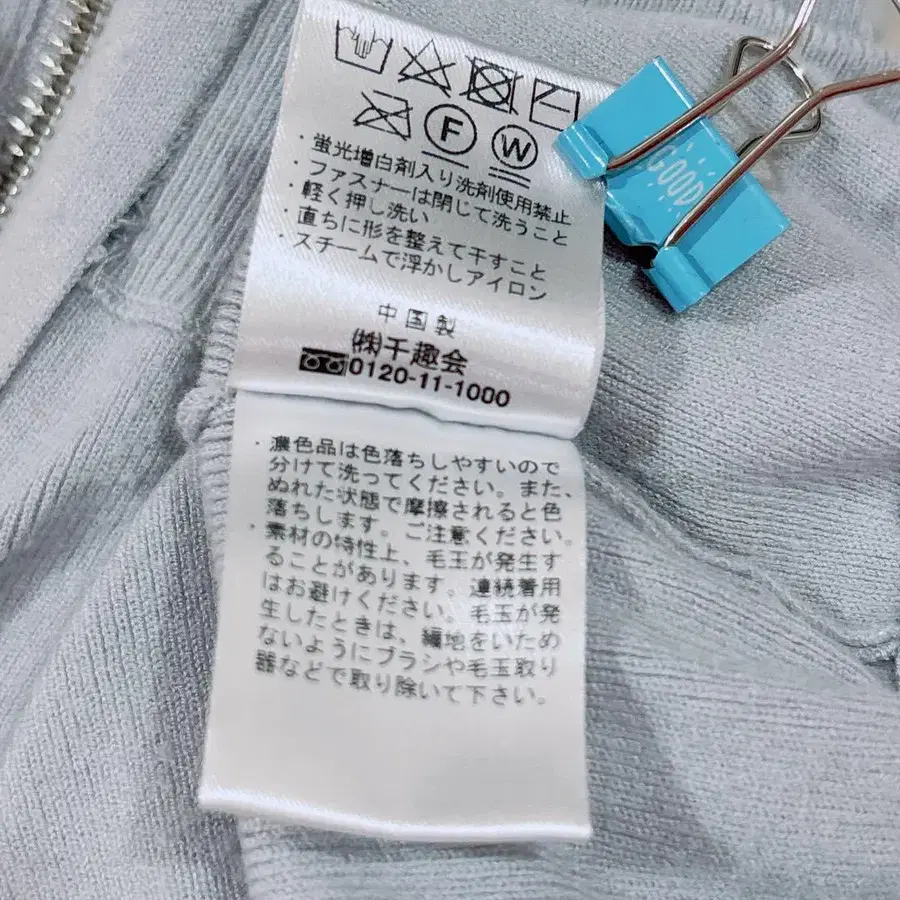 F
W
GOOD
・蛍光増白剤入り洗剤使用禁止
・ファスナーは閉じて洗うこと
・軽く押し洗い
・直ちに形を整えて干すこと
・スチームで浮かしアイロン
中国製
㈱千趣会
0120-11-1000
・濃色品は色落ちしやすいので
分けて洗ってください。また、
ぬれた状態で摩擦されると色
落ちします。ご注意ください。
・素材の特性上、毛玉が発生す
ることがあります。連続着用
はお避けください。毛玉が発
生したときは、編地をいため
ないようにブラシや毛玉取り
器などで取り除いて下さい。